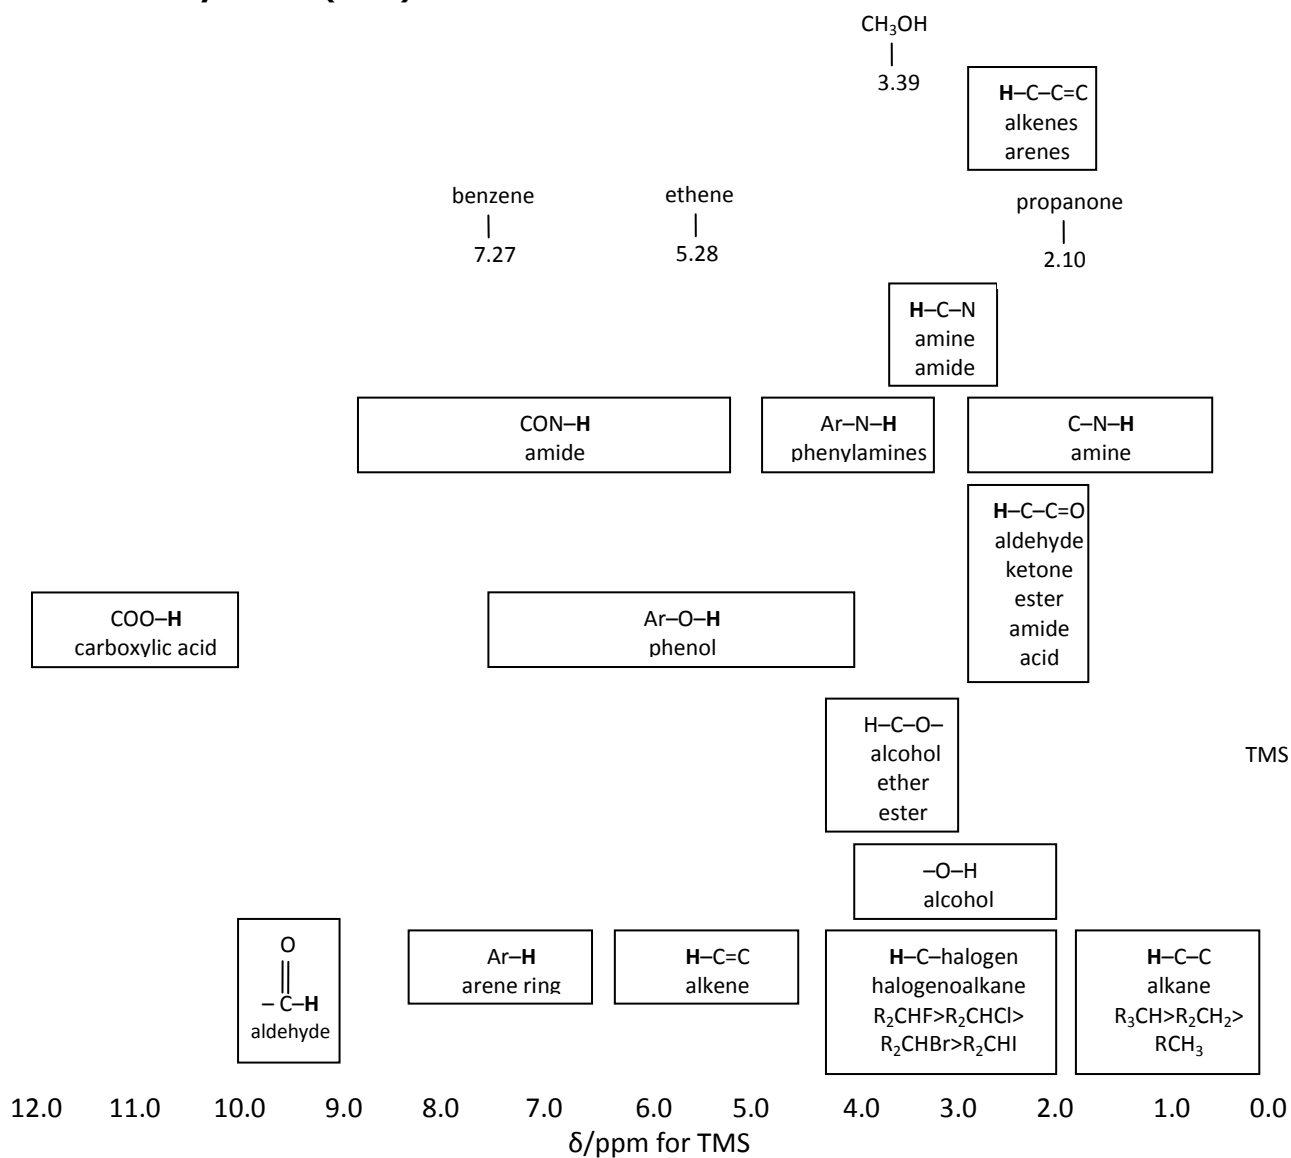 CH₃OH
3.39
H–C–C=C
alkenes
arenes
benzene
7.27
ethene
5.28
propanone
2.10
H–C–N
amine
amide
CON–H
amide
Ar–N–H
phenylamines
C–N–H
amine
H–C–C=O
aldehyde
ketone
ester
amide
acid
COO–H
carboxylic acid
Ar–O–H
phenol
H–C–O–
alcohol
ether
ester
TMS
–O–H
alcohol
O
– C–H
aldehyde
Ar–H
arene ring
H–C=C
alkene
H–C–halogen
halogenoalkane
R₂CHF>R₂CHCl>
R₂CHBr>R₂CHI
H–C–C
alkane
R₃CH>R₂CH₂>
RCH₃
12.0 11.0 10.0 9.0 8.0 7.0 6.0 5.0 4.0 3.0 2.0 1.0 0.0
δ/ppm for TMS